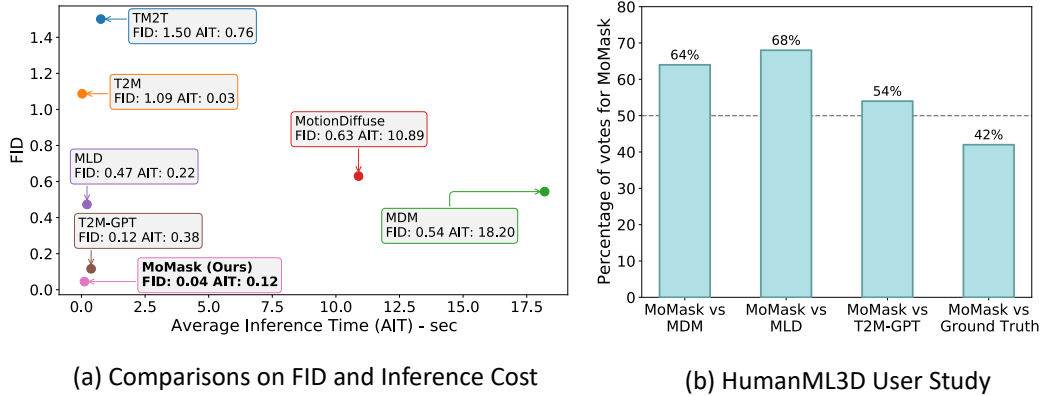 TM2T
FID: 1.50 AIT: 0.76
T2M
FID: 1.09 AIT: 0.03
MotionDiffuse
FID: 0.63 AIT: 10.89
MLD
FID: 0.47 AIT: 0.22
MDM
FID: 0.54 AIT: 18.20
T2M-GPT
FID: 0.12 AIT: 0.38
MoMask (Ours)
FID: 0.04 AIT: 0.12
FID
1.4
1.2
1.0
0.8
0.6
0.4
0.2
0.0
0.0 2.5 5.0 7.5 10.0 12.5 15.0 17.5
Average Inference Time (AIT) - sec
(a) Comparisons on FID and Inference Cost
Percentage of votes for MoMask
80
70
60
50
40
30
20
10
0
64%
68%
54%
42%
MoMask vs
MDM
MoMask vs
MLD
MoMask vs
T2M-GPT
MoMask vs
Ground Truth
(b) HumanML3D User Study